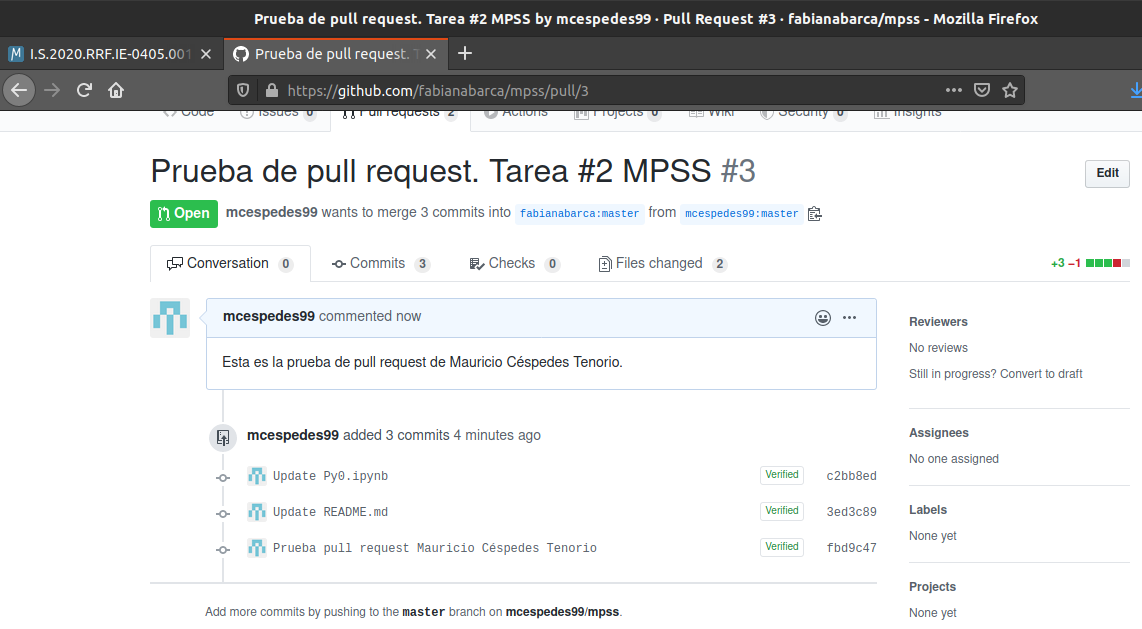 Prueba de pull request. Tarea #2 MPSS by mcespedes99 · Pull Request #3 · fabianabarca/mpss - Mozilla Firefox
I.S.2020.RRF.IE-0405.001
Prueba de pull request.
https://github.com/fabianabarca/mpss/pull/3
Code Issues 0 Pull requests 2 Actions Projects 0 Wiki Security 0 Insights
Prueba de pull request. Tarea #2 MPSS #3
Edit
Open mcespedes99 wants to merge 3 commits into fabianabarca:master from mcespedes99:master
Conversation 0 Commits 3 Checks 0 Files changed 2
+3 −1
mcespedes99 commented now
Esta es la prueba de pull request de Mauricio Céspedes Tenorio.
mcespedes99 added 3 commits 4 minutes ago
Update Py0.ipynb Verified c2bb8ed
Update README.md Verified 3ed3c89
Prueba pull request Mauricio Céspedes Tenorio Verified fbd9c47
Add more commits by pushing to the master branch on mcespedes99/mpss.
Reviewers
No reviews
Still in progress? Convert to draft
Assignees
No one assigned
Labels
None yet
Projects
None yet